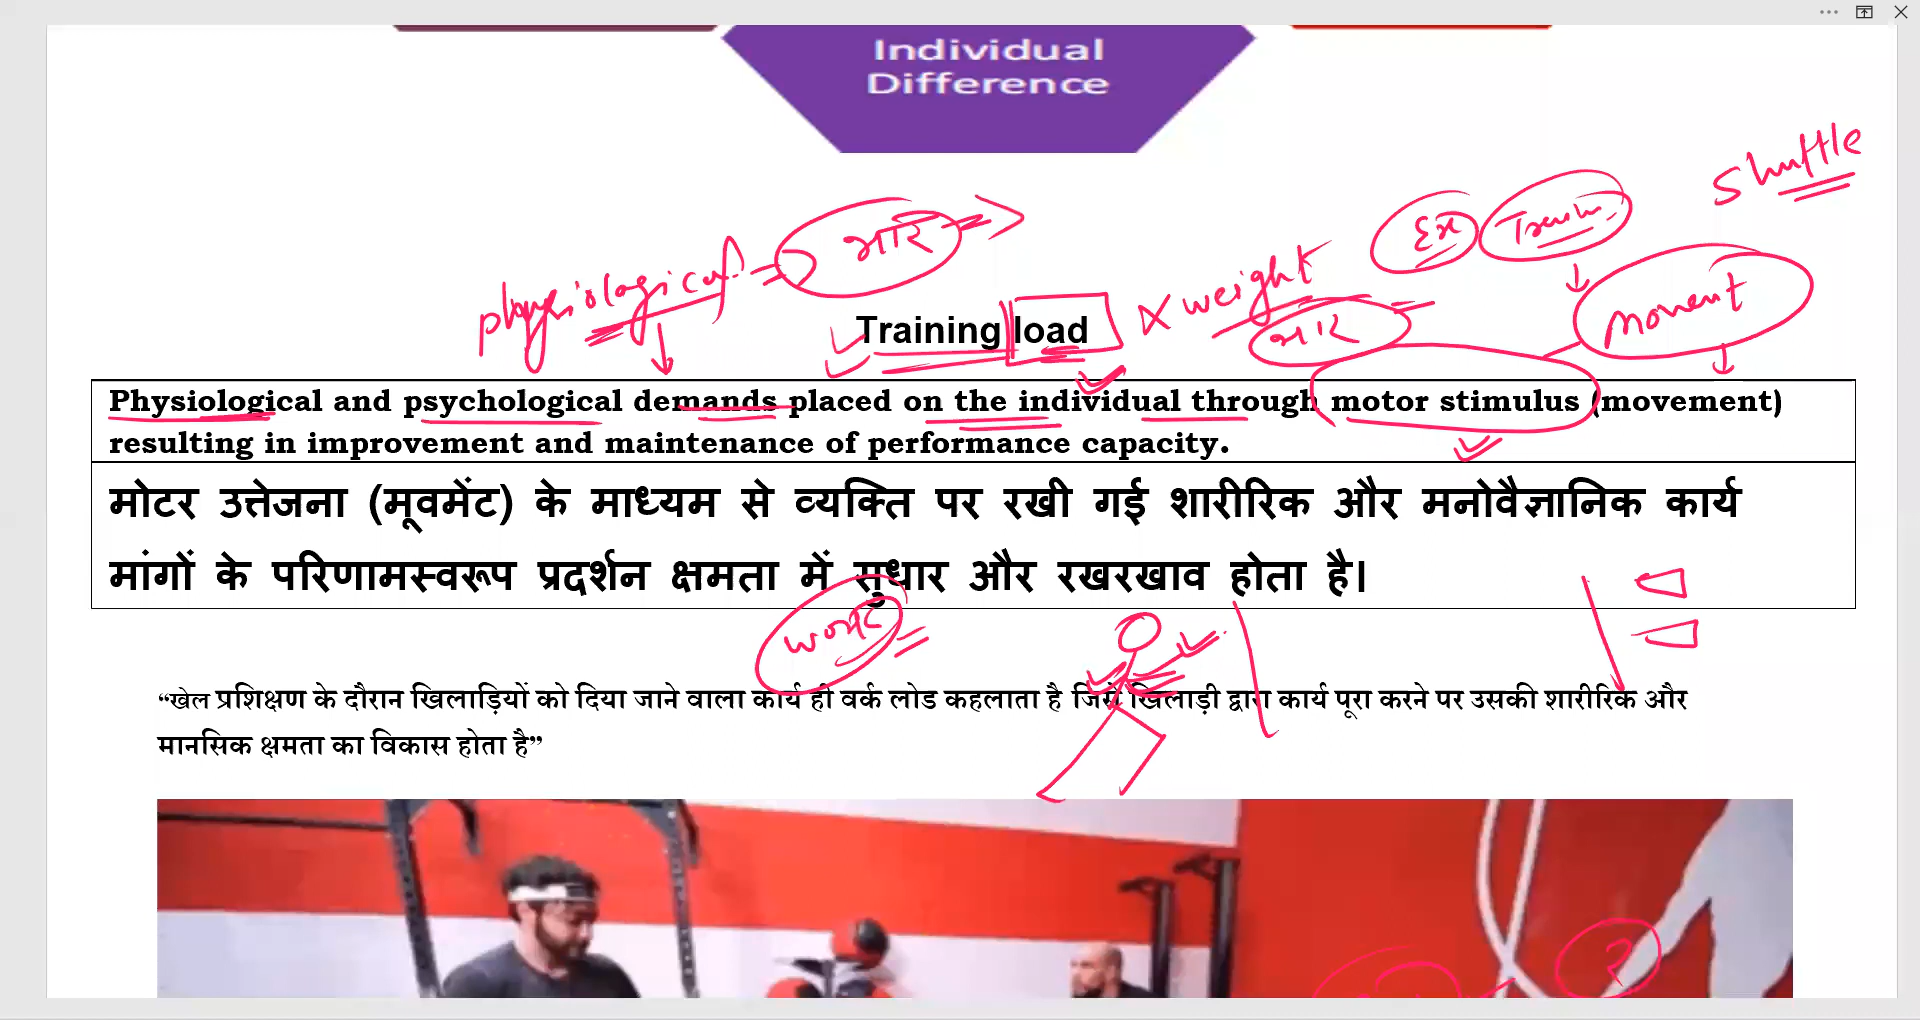 Individual
Difference
shuttle
Ex
भार
physiological
weight
moment
Training load
भार
Physiological and psychological demands placed on the individual through motor stimulus (movement)
resulting in improvement and maintenance of performance capacity.
मोटर उत्तेजना (मूवमेंट) के माध्यम से व्यक्ति पर रखी गई शारीरिक और मनोवैज्ञानिक कार्य
मांगों के परिणामस्वरूप प्रदर्शन क्षमता में सुधार और रखरखाव होता है।
“खेल प्रशिक्षण के दौरान खिलाड़ियों को दिया जाने वाला कार्य ही वर्क लोड कहलाता है जिसे खिलाड़ी द्वारा कार्य पूरा करने पर उसकी शारीरिक और
मानसिक क्षमता का विकास होता है”